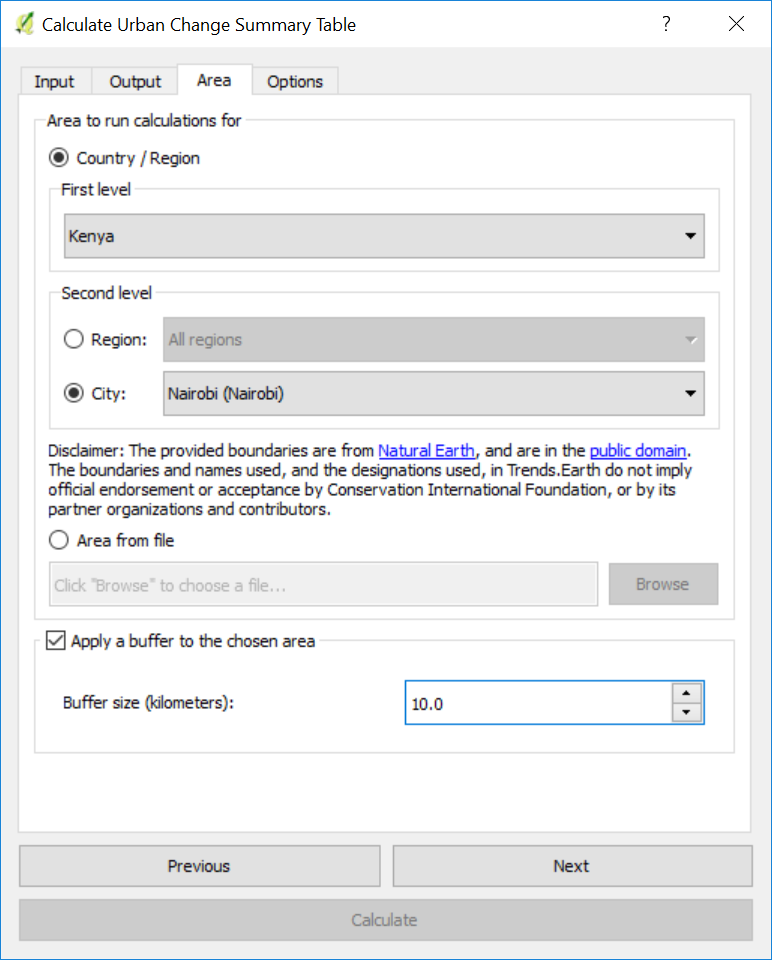 Calculate Urban Change Summary Table
?
Input Output Area Options
Area to run calculations for
Country / Region
First level
Kenya
Second level
Region: All regions
City: Nairobi (Nairobi)
Disclaimer: The provided boundaries are from Natural Earth, and are in the public domain.
The boundaries and names used, and the designations used, in Trends.Earth do not imply
official endorsement or acceptance by Conservation International Foundation, or by its
partner organizations and contributors.
Area from file
Click "Browse" to choose a file... Browse
Apply a buffer to the chosen area
Buffer size (kilometers): 10.0
Previous Next
Calculate